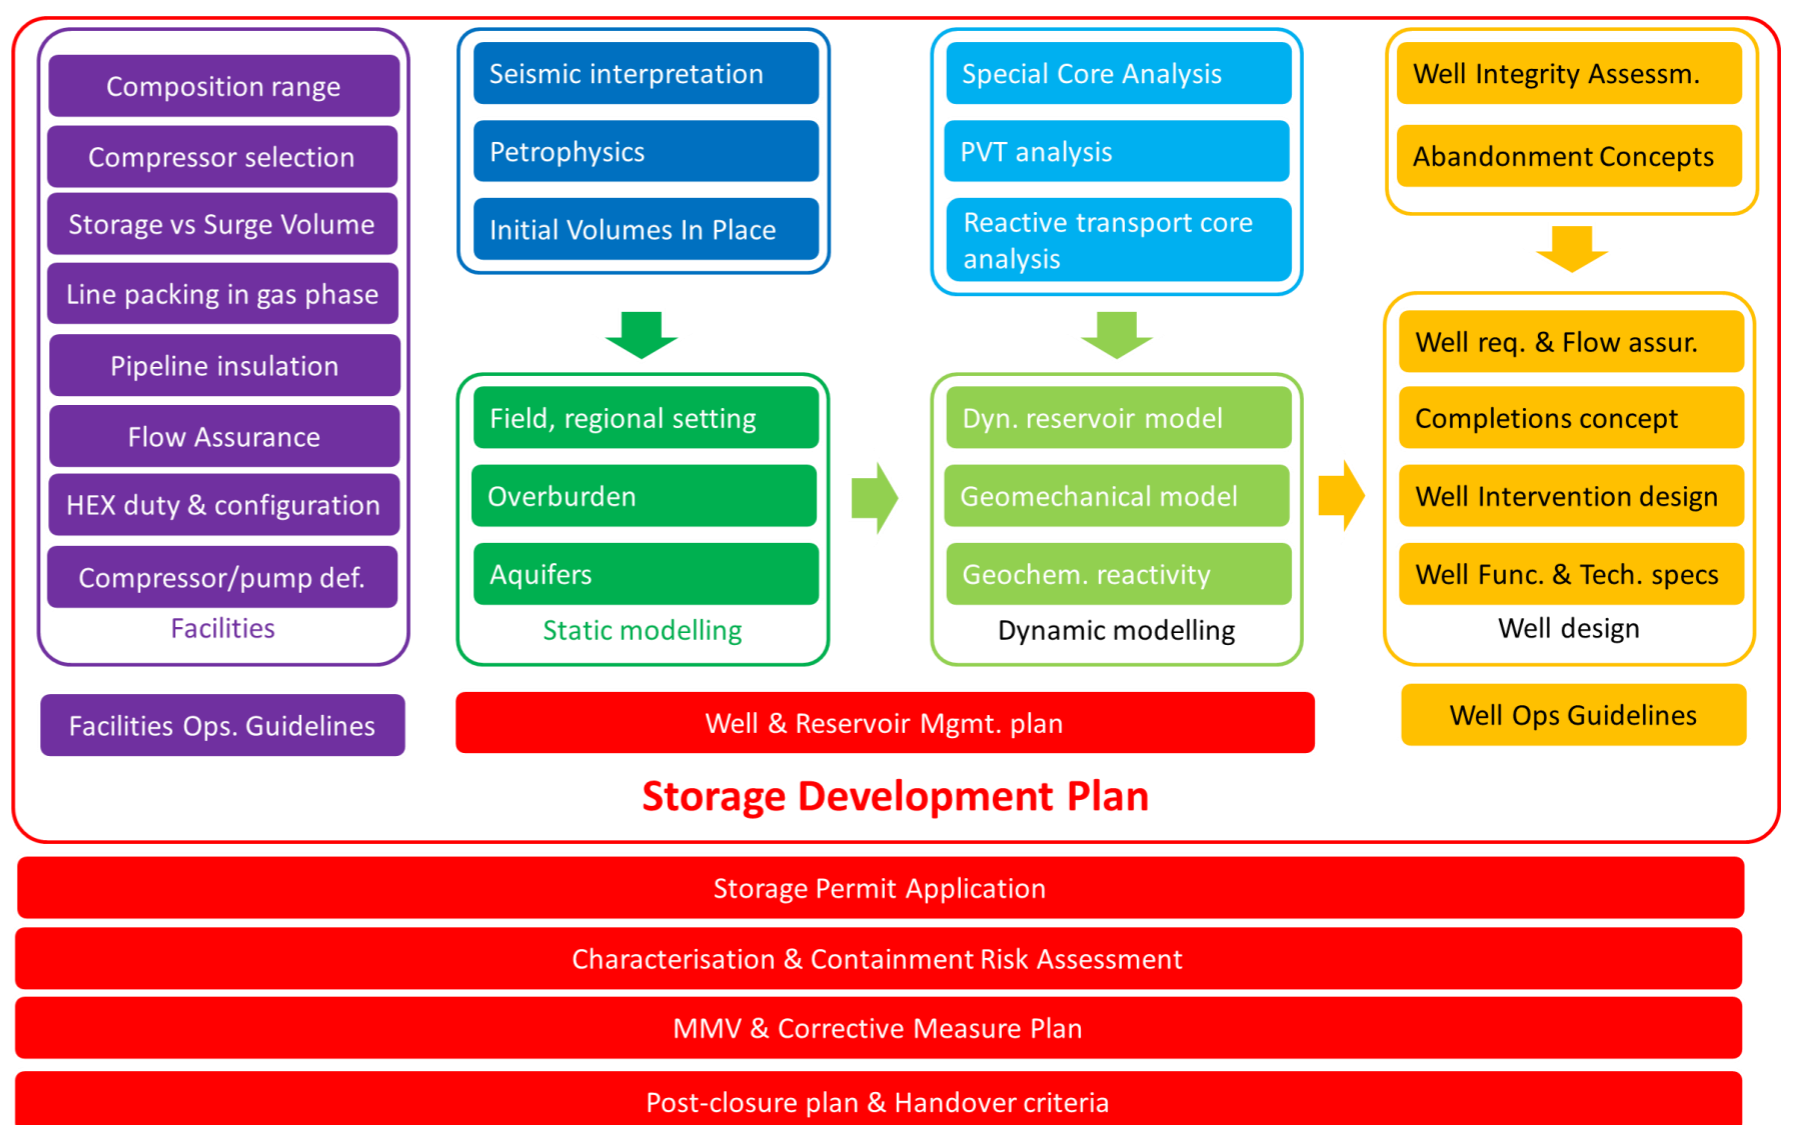 Composition range
Compressor selection
Storage vs Surge Volume
Line packing in gas phase
Pipeline insulation
Flow Assurance
HEX duty & configuration
Compressor/pump def.
Facilities
Facilities Ops. Guidelines
Seismic interpretation
Petrophysics
Initial Volumes In Place
Field, regional setting
Overburden
Aquifers
Static modelling
Special Core Analysis
PVT analysis
Reactive transport core
analysis
Dyn. reservoir model
Geomechanical model
Geochem. reactivity
Dynamic modelling
Well & Reservoir Mgmt. plan
Well Integrity Assessm.
Abandonment Concepts
Well req. & Flow assur.
Completions concept
Well Intervention design
Well Func. & Tech. specs
Well design
Well Ops Guidelines
Storage Development Plan
Storage Permit Application
Characterisation & Containment Risk Assessment
MMV & Corrective Measure Plan
Post-closure plan & Handover criteria